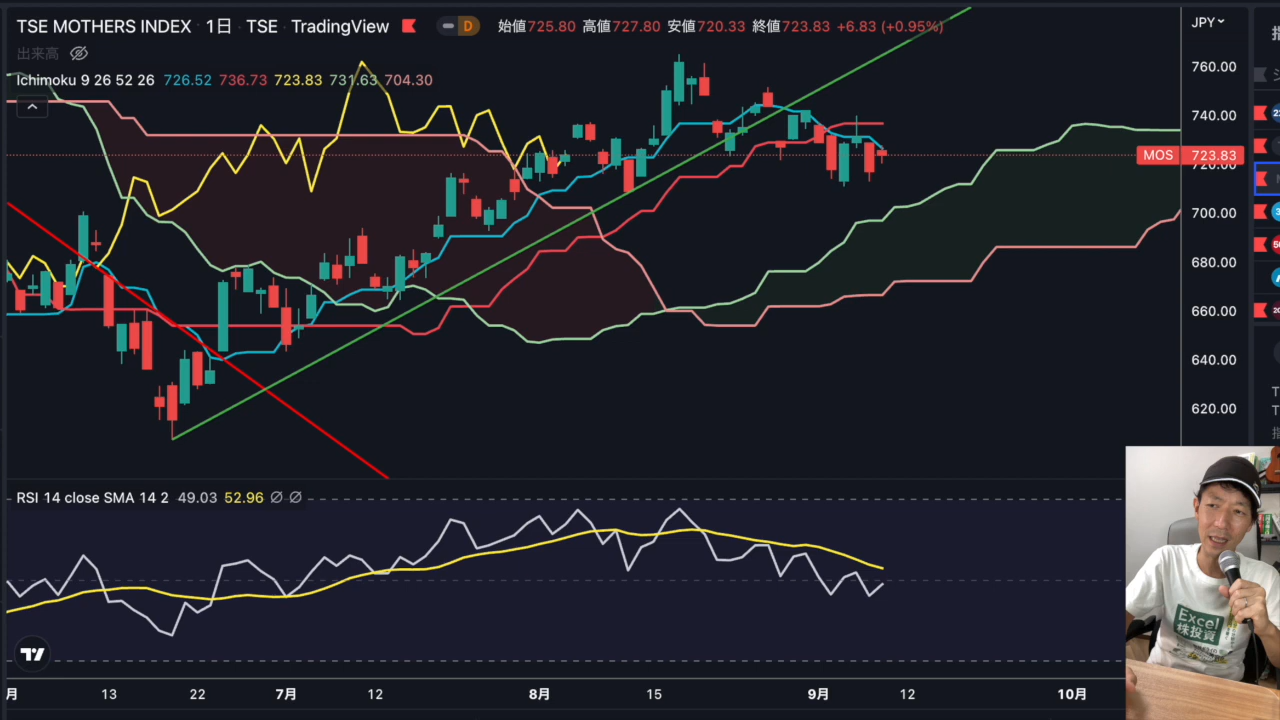 TSE MOTHERS INDEX · 1日 · TSE TradingView D 始値725.80 高値727.80 安値720.33 終値723.83 +6.83 (+0.95%)
JPY
出来高
Ichimoku 9 26 52 26 726.52 736.73 723.83 731.63 704.30
760.00
740.00
MOS 723.83
720.00
700.00
680.00
660.00
640.00
620.00
RSI 14 close SMA 14 2 49.03 52.96 ∅ ∅
Excel
株投資
月 13 22 7月 12 8月 15 9月 12 10月